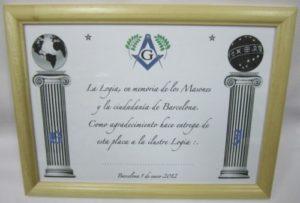 G
La Logia, en memoria de los Masones
y la ciudadanía de Barcelona.
Como agradecimiento hace entrega de
esta placa a la ilustre Logia :.
Barcelona 1 de enero 2012